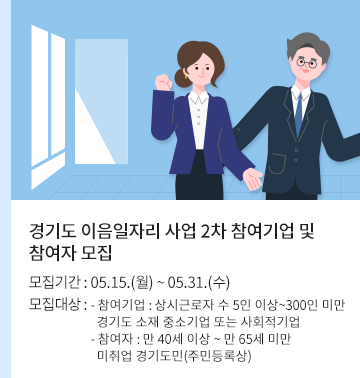 경기도 이음일자리 사업 2차 참여기업 및
참여자 모집
모집기간 : 05.15.(월) ~ 05.31.(수)
모집대상 : - 참여기업 : 상시근로자 수 5인 이상~300인 미만
경기도 소재 중소기업 또는 사회적기업
- 참여자 : 만 40세 이상 ~ 만 65세 미만
미취업 경기도민(주민등록상)